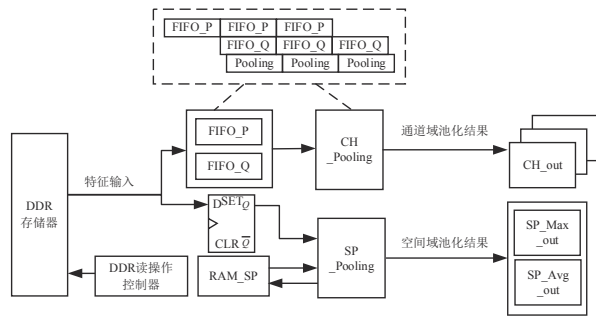 FIFO_P FIFO_P FIFO_P
FIFO_Q FIFO_Q FIFO_Q
Pooling Pooling Pooling
DDR
存储器
特征输入
FIFO_P
FIFO_Q
CH
_Pooling
通道域池化结果
CH_out
D SET Q
CLR Q
DDR读操作
控制器
RAM_SP
SP
_Pooling
空间域池化结果
SP_Max
_out
SP_Avg
_out